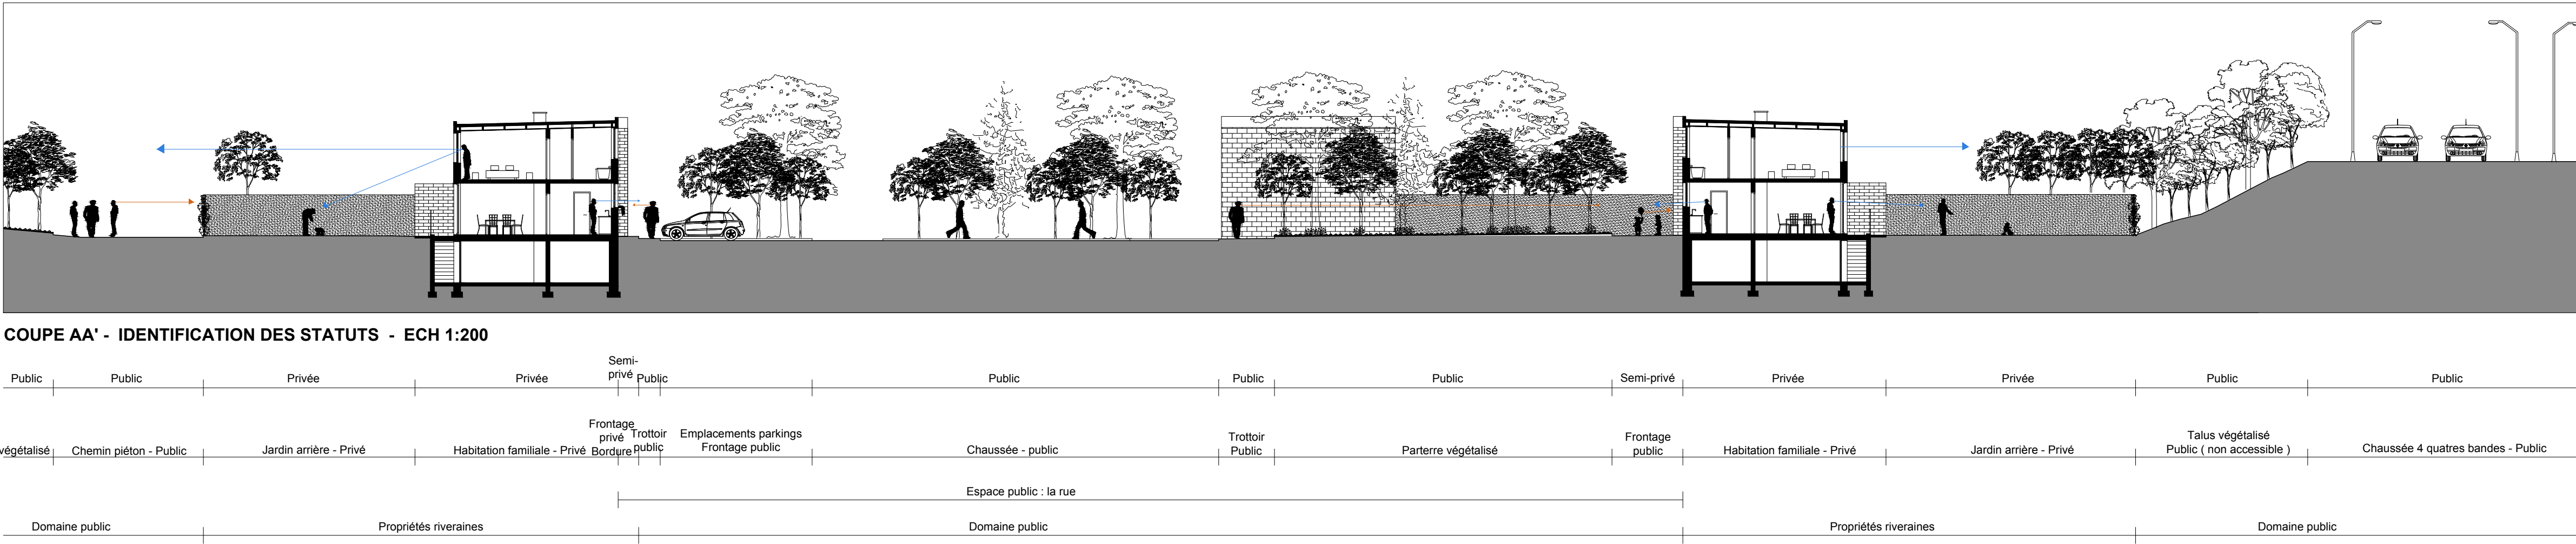 COUPE AA' - IDENTIFICATION DES STATUTS - ECH 1:200
Public
Public
Privée
Privée
Semi-
privé
Public
Public
Public
Public
Semi-privé
Privée
Privée
Public
Public
végétalisé
Chemin piéton - Public
Jardin arrière - Privé
Habitation familiale - Privé
Frontage
privé
Bordure
Trottoir
public
Emplacements parkings
Frontage public
Chaussée - public
Trottoir
Public
Parterre végétalisé
Frontage
public
Habitation familiale - Privé
Jardin arrière - Privé
Talus végétalisé
Public ( non accessible )
Chaussée 4 quatres bandes - Public
Espace public : la rue
Domaine public
Propriétés riveraines
Domaine public
Propriétés riveraines
Domaine public